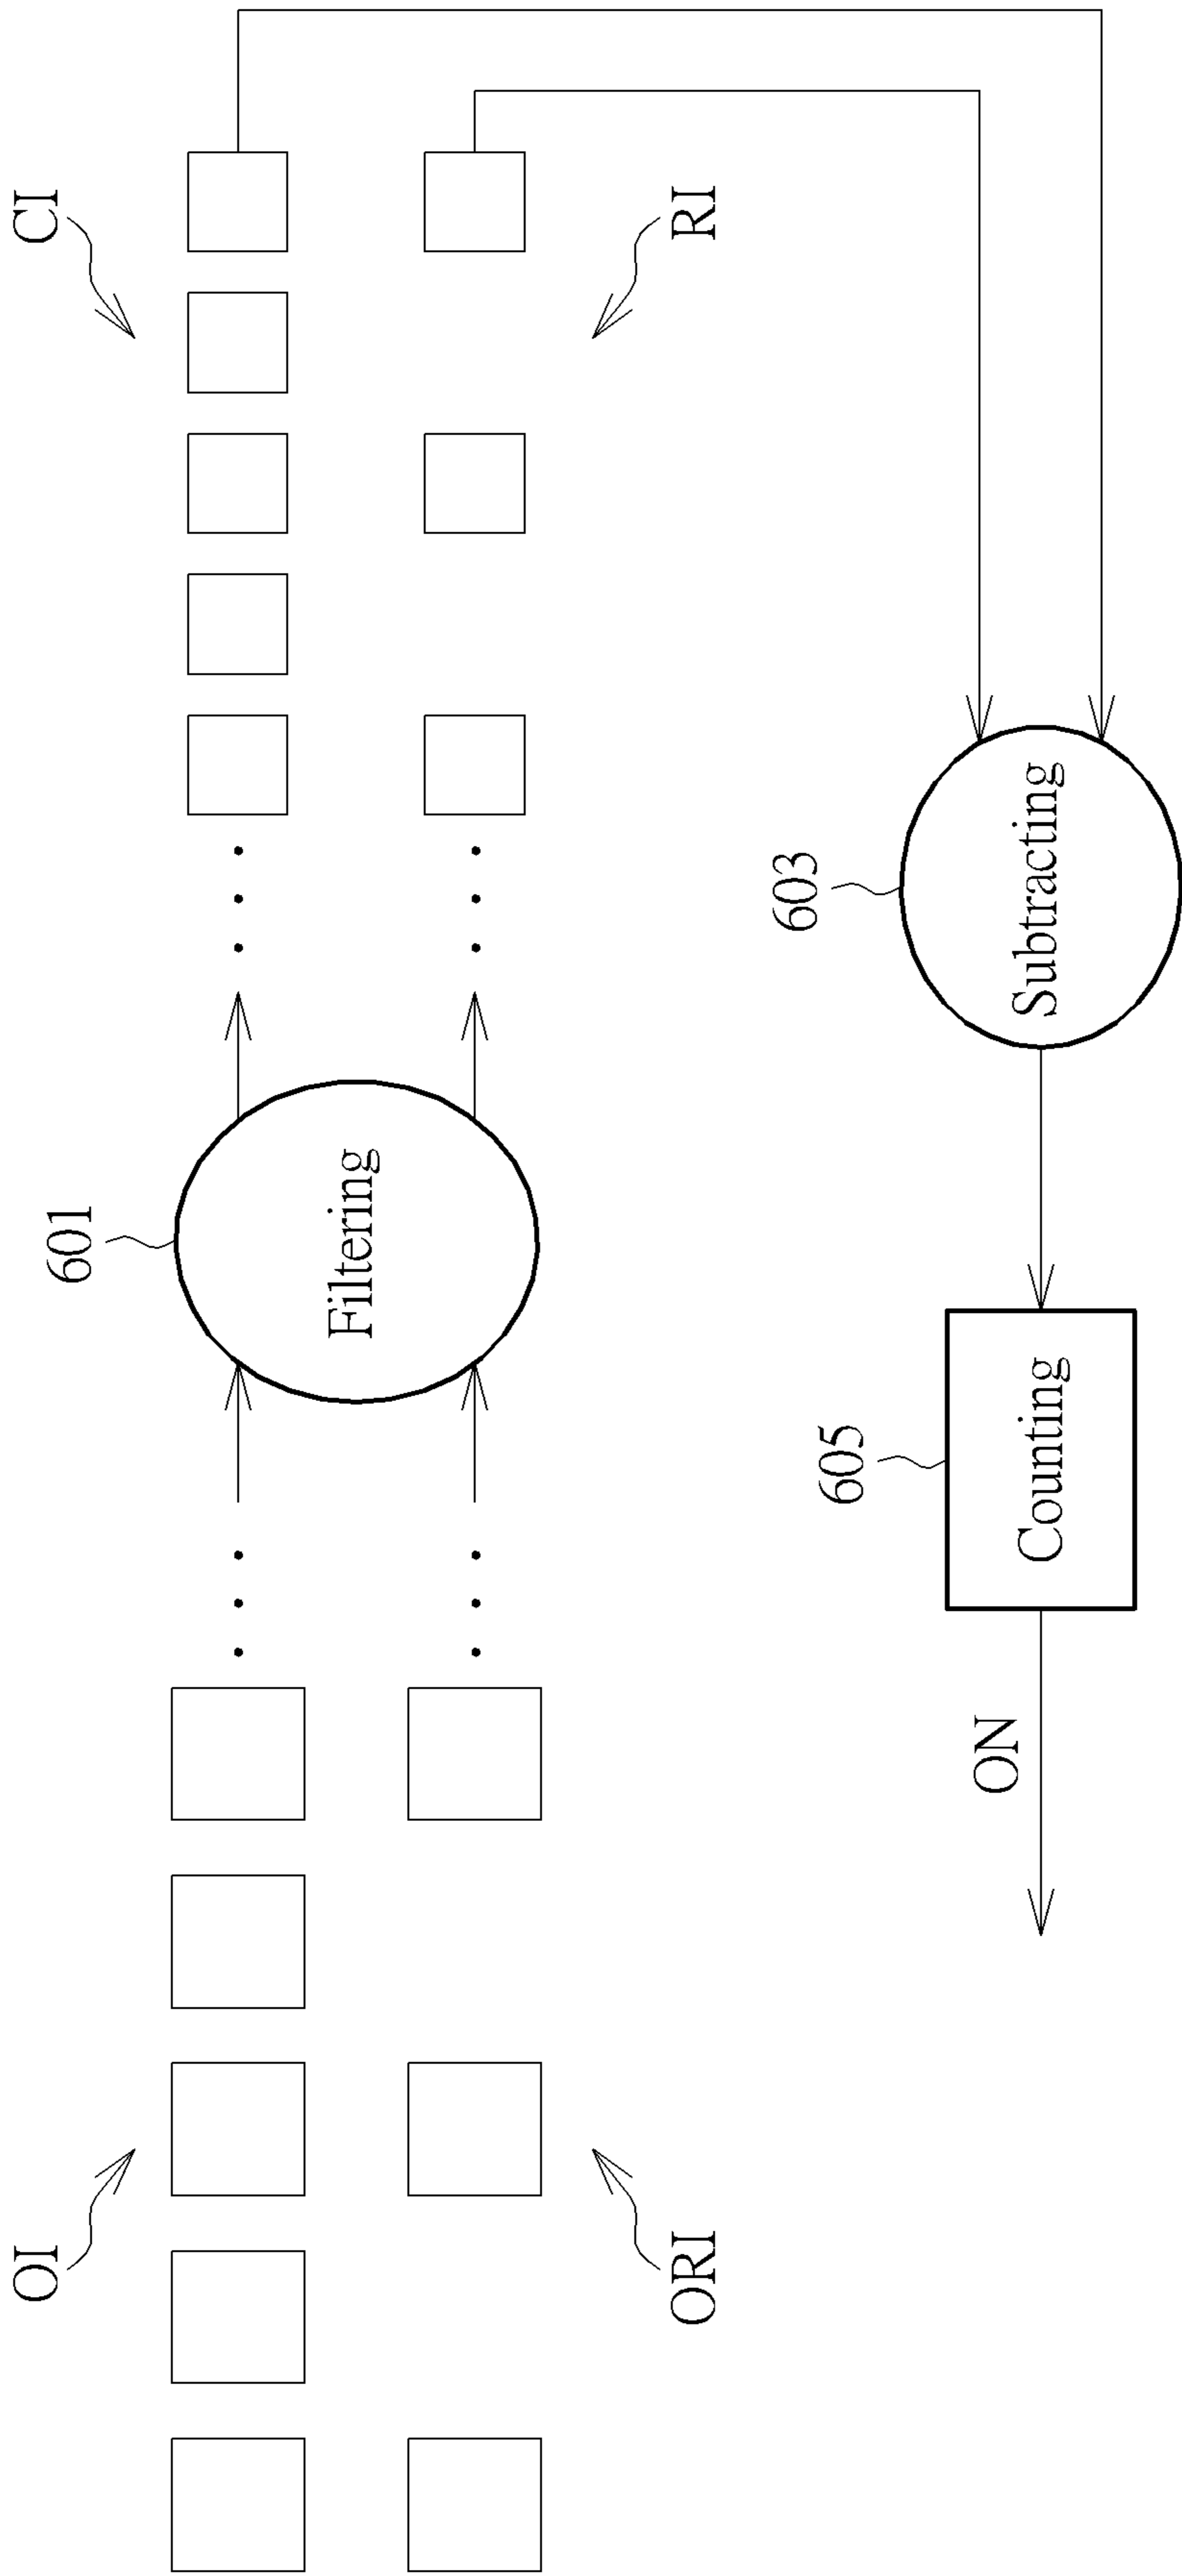 OI
601
CI
Filtering
ORI
RI
ON
605
Counting
603
Subtracting